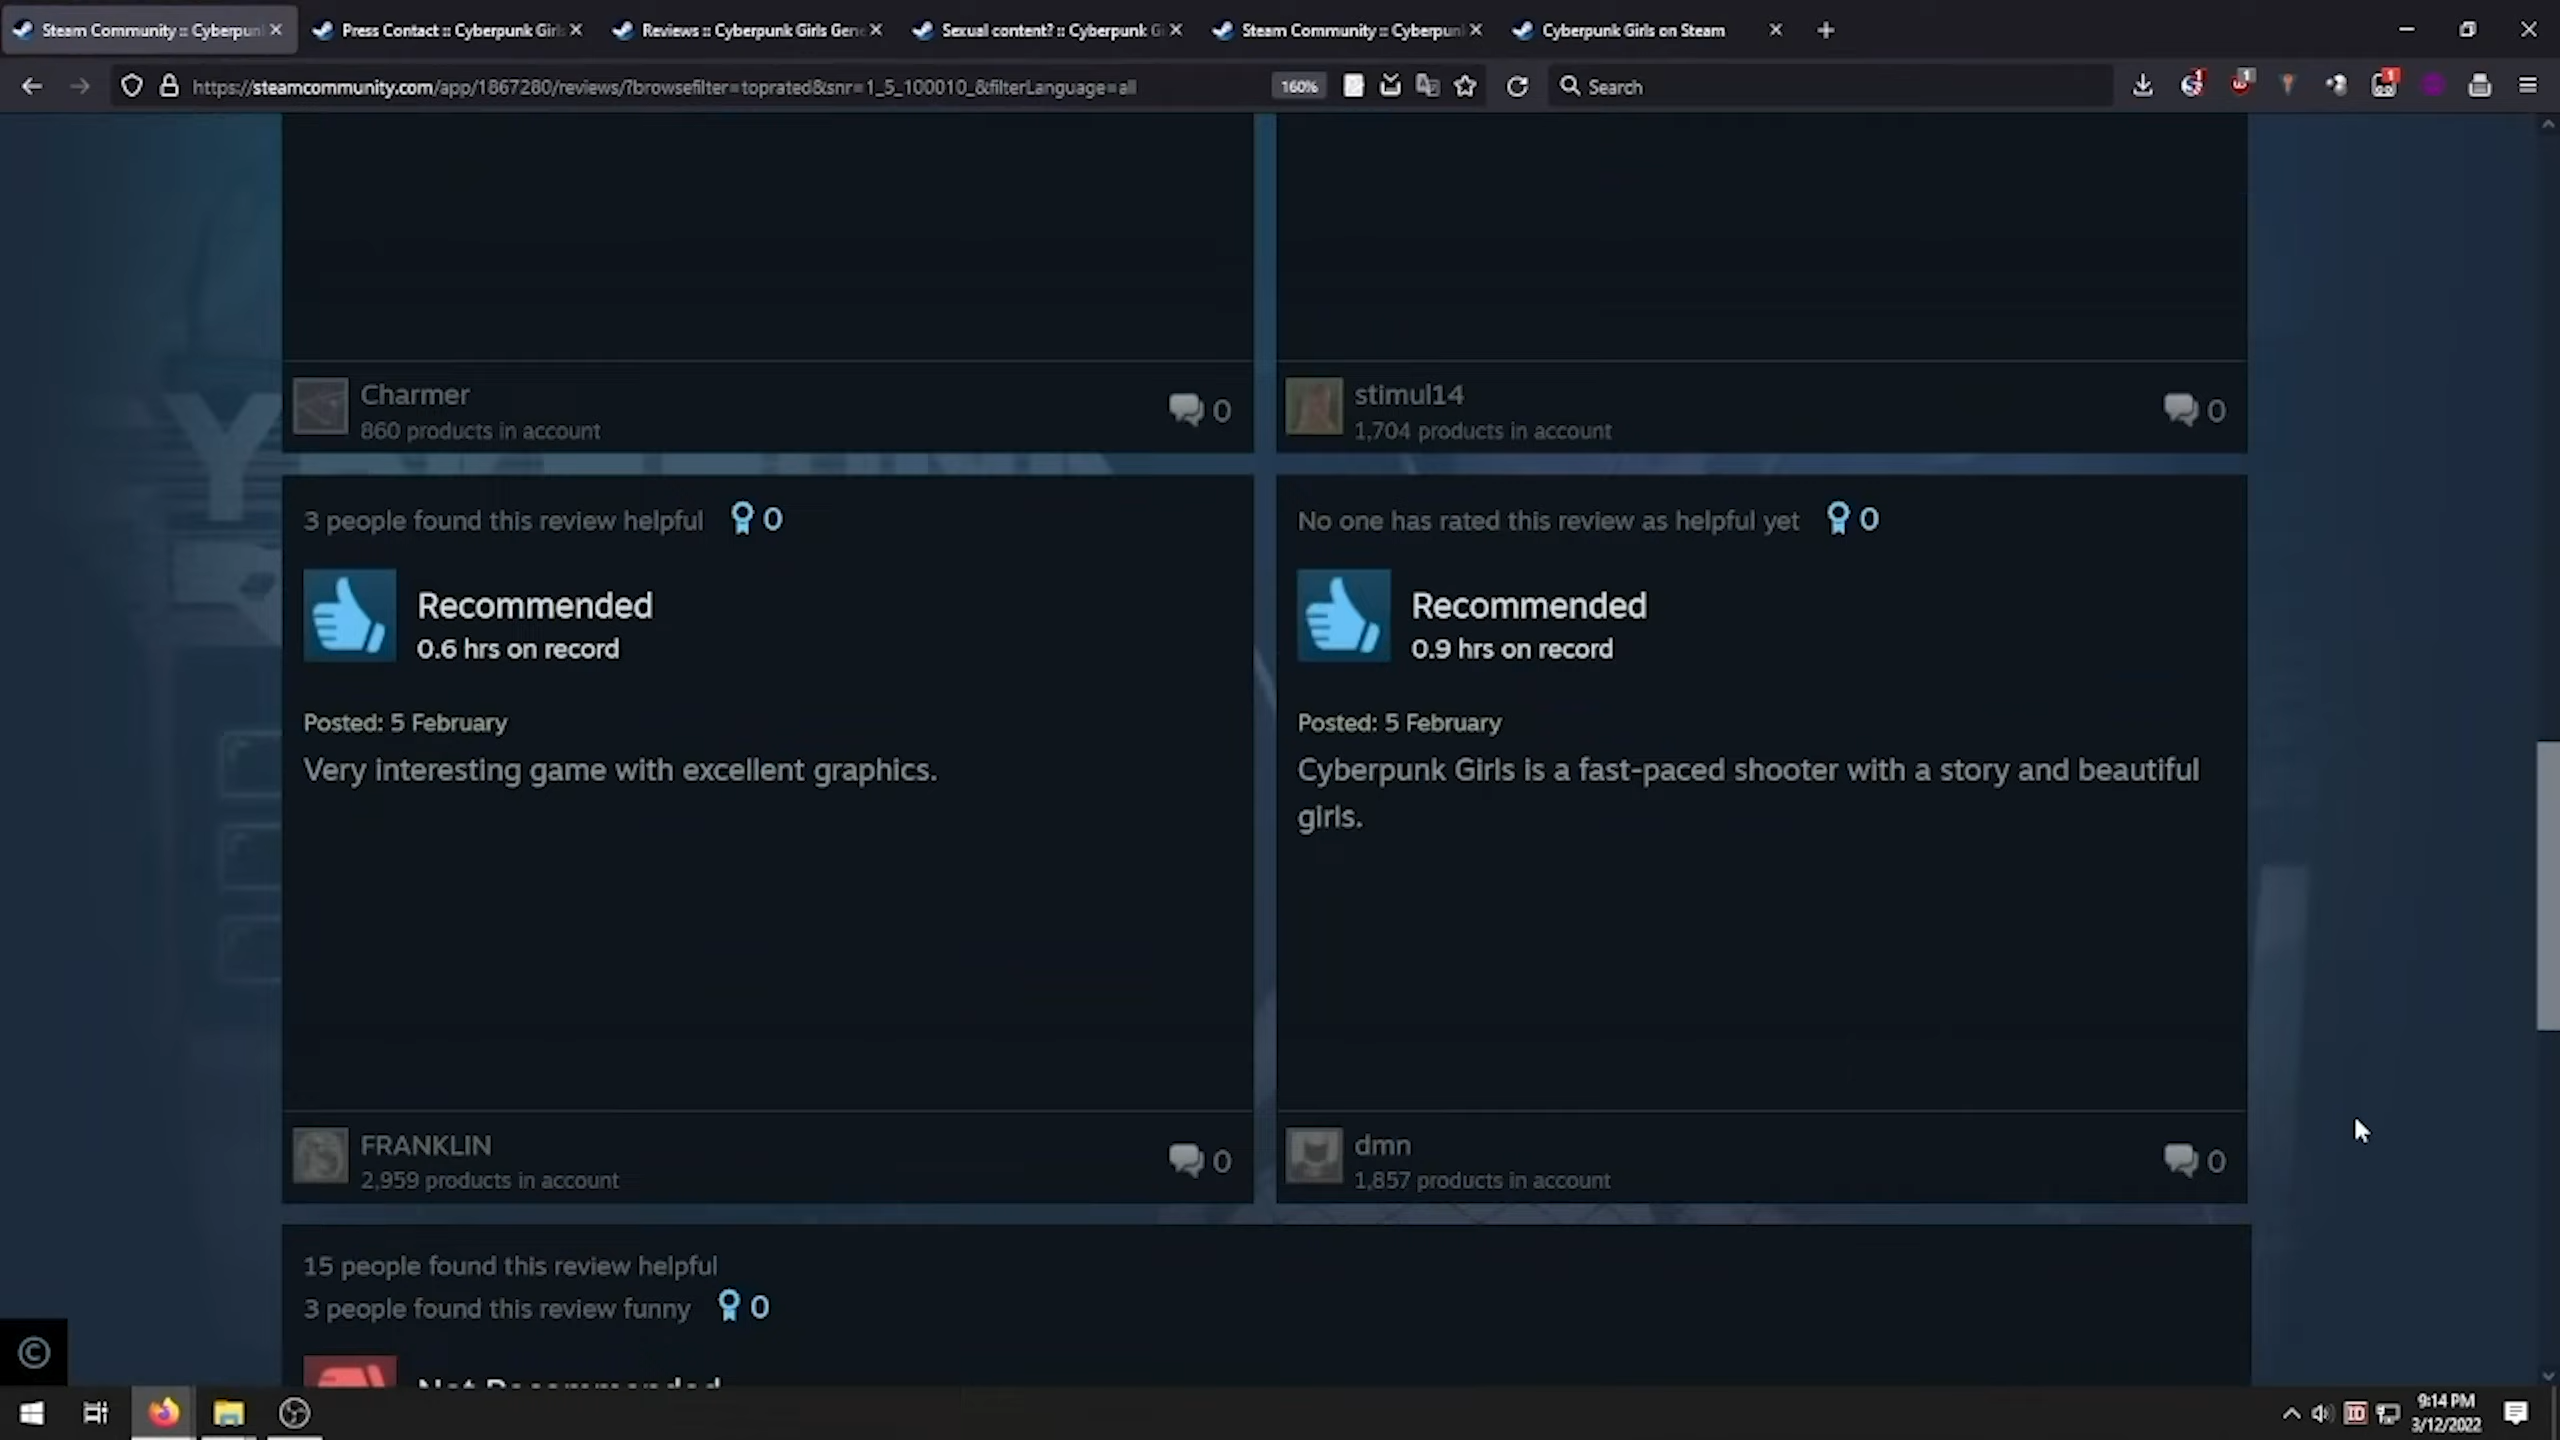 Steam Community :: Cyberpun
Press Contact :: Cyberpunk Girl
Reviews :: Cyberpunk Girls Gene
Sexual content? :: Cyberpunk Gi
Steam Community :: Cyberpunk
Cyberpunk Girls on Steam
https://steamcommunity.com/app/1867280/reviews/?browsefilter=toprated&snr=1_5_100010_&filterLanguage=all
160%
Search
1
1
1
Charmer
860 products in account
0
stimul14
1,704 products in account
0
3 people found this review helpful
0
Recommended
0.6 hrs on record
Posted: 5 February
Very interesting game with excellent graphics.
FRANKLIN
2,959 products in account
0
No one has rated this review as helpful yet
0
Recommended
0.9 hrs on record
Posted: 5 February
Cyberpunk Girls is a fast-paced shooter with a story and beautiful
girls.
dmn
1,857 products in account
0
15 people found this review helpful
3 people found this review funny
0
Not Recommended
©
9:14 PM
3/12/2022